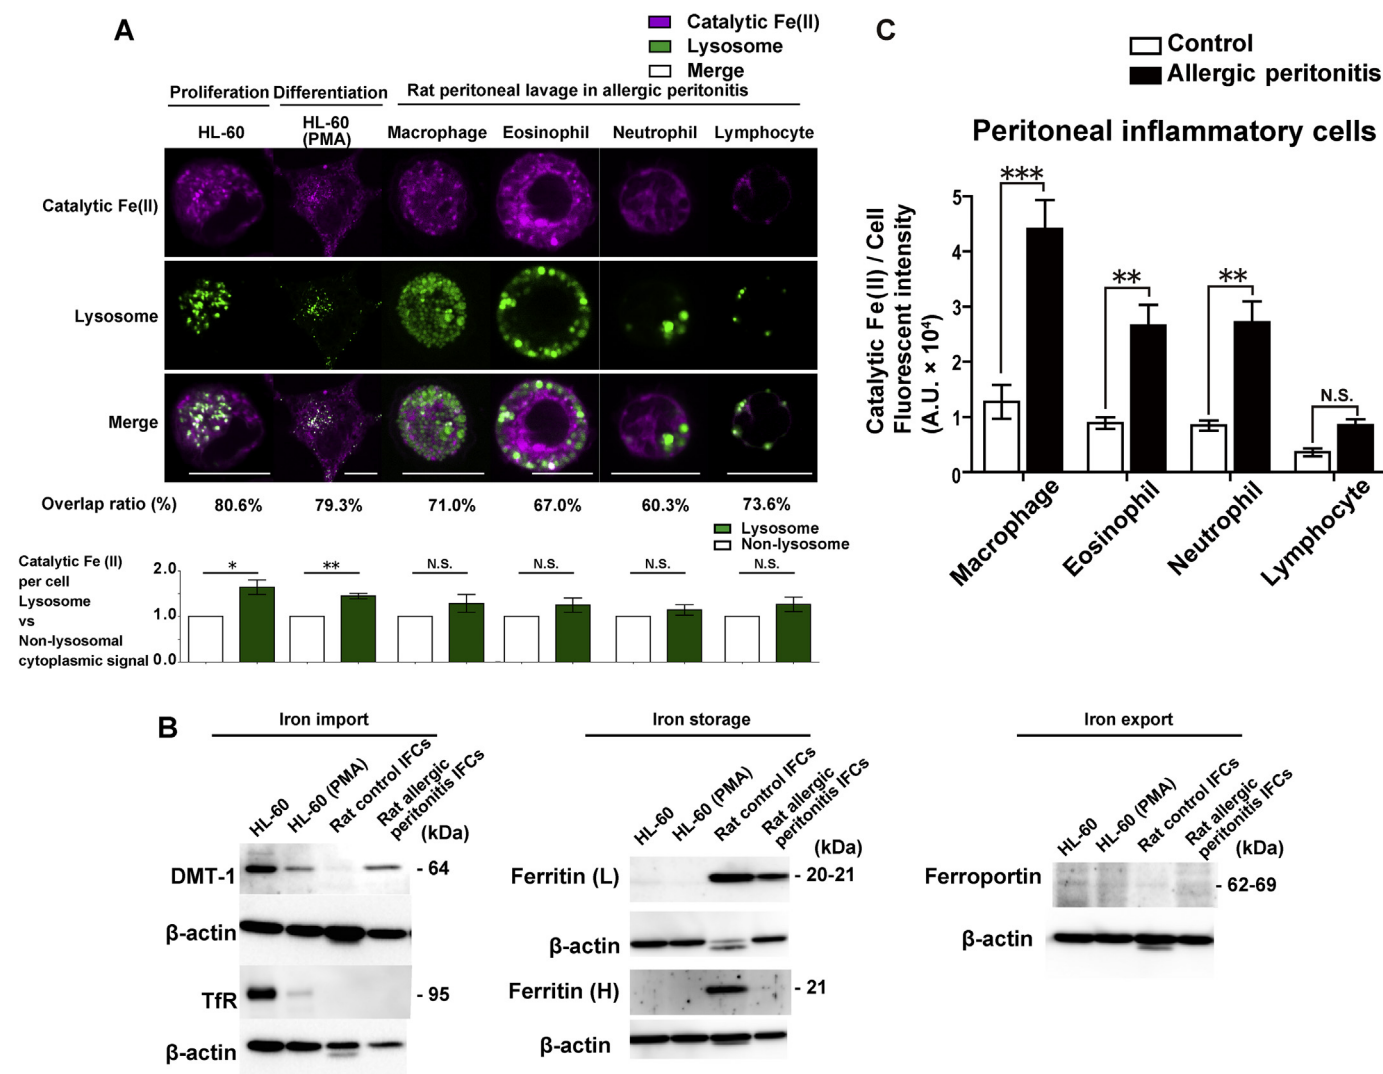 A
Catalytic Fe(II)
Lysosome
Merge
Proliferation
Differentiation
Rat peritoneal lavage in allergic peritonitis
HL-60
HL-60
(PMA)
Macrophage
Eosinophil
Neutrophil
Lymphocyte
Catalytic Fe(II)
Lysosome
Merge
Overlap ratio (%)
80.6%
79.3%
71.0%
67.0%
60.3%
73.6%
Lysosome
Non-lysosome
Catalytic Fe (II)
per cell
Lysosome
vs
Non-lysosomal
cytoplasmic signal
2.0
1.0
0.0
*
**
N.S.
N.S.
N.S.
N.S.
C
Control
Allergic peritonitis
Peritoneal inflammatory cells
Catalytic Fe(II) / Cell
Fluorescent intensity
(A.U. × 10⁴)
5
4
3
2
1
0
***
**
**
N.S.
Macrophage
Eosinophil
Neutrophil
Lymphocyte
B
Iron import
HL-60
HL-60 (PMA)
Rat control IFCs
Rat allergic
peritonitis IFCs
(kDa)
DMT-1
- 64
β-actin
TfR
- 95
β-actin
Iron storage
HL-60
HL-60 (PMA)
Rat control IFCs
Rat allergic
peritonitis IFCs
(kDa)
Ferritin (L)
- 20-21
β-actin
Ferritin (H)
- 21
β-actin
Iron export
HL-60
HL-60 (PMA)
Rat control IFCs
Rat allergic
peritonitis IFCs
(kDa)
Ferroportin
- 62-69
β-actin